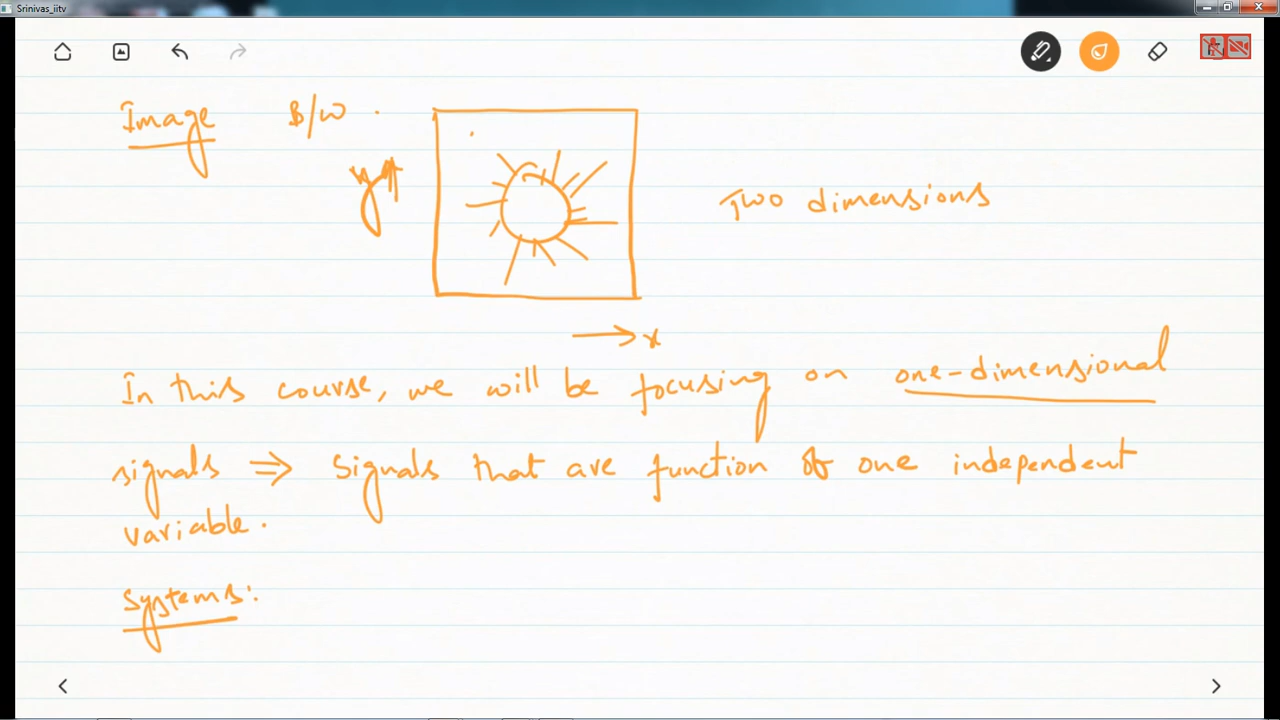 Srinivas_iitv
Image B/W .
y
Two dimensions
x
In this course, we will be focusing on one-dimensional
signals ⇒ Signals that are function of one independent
variable.
Systems: